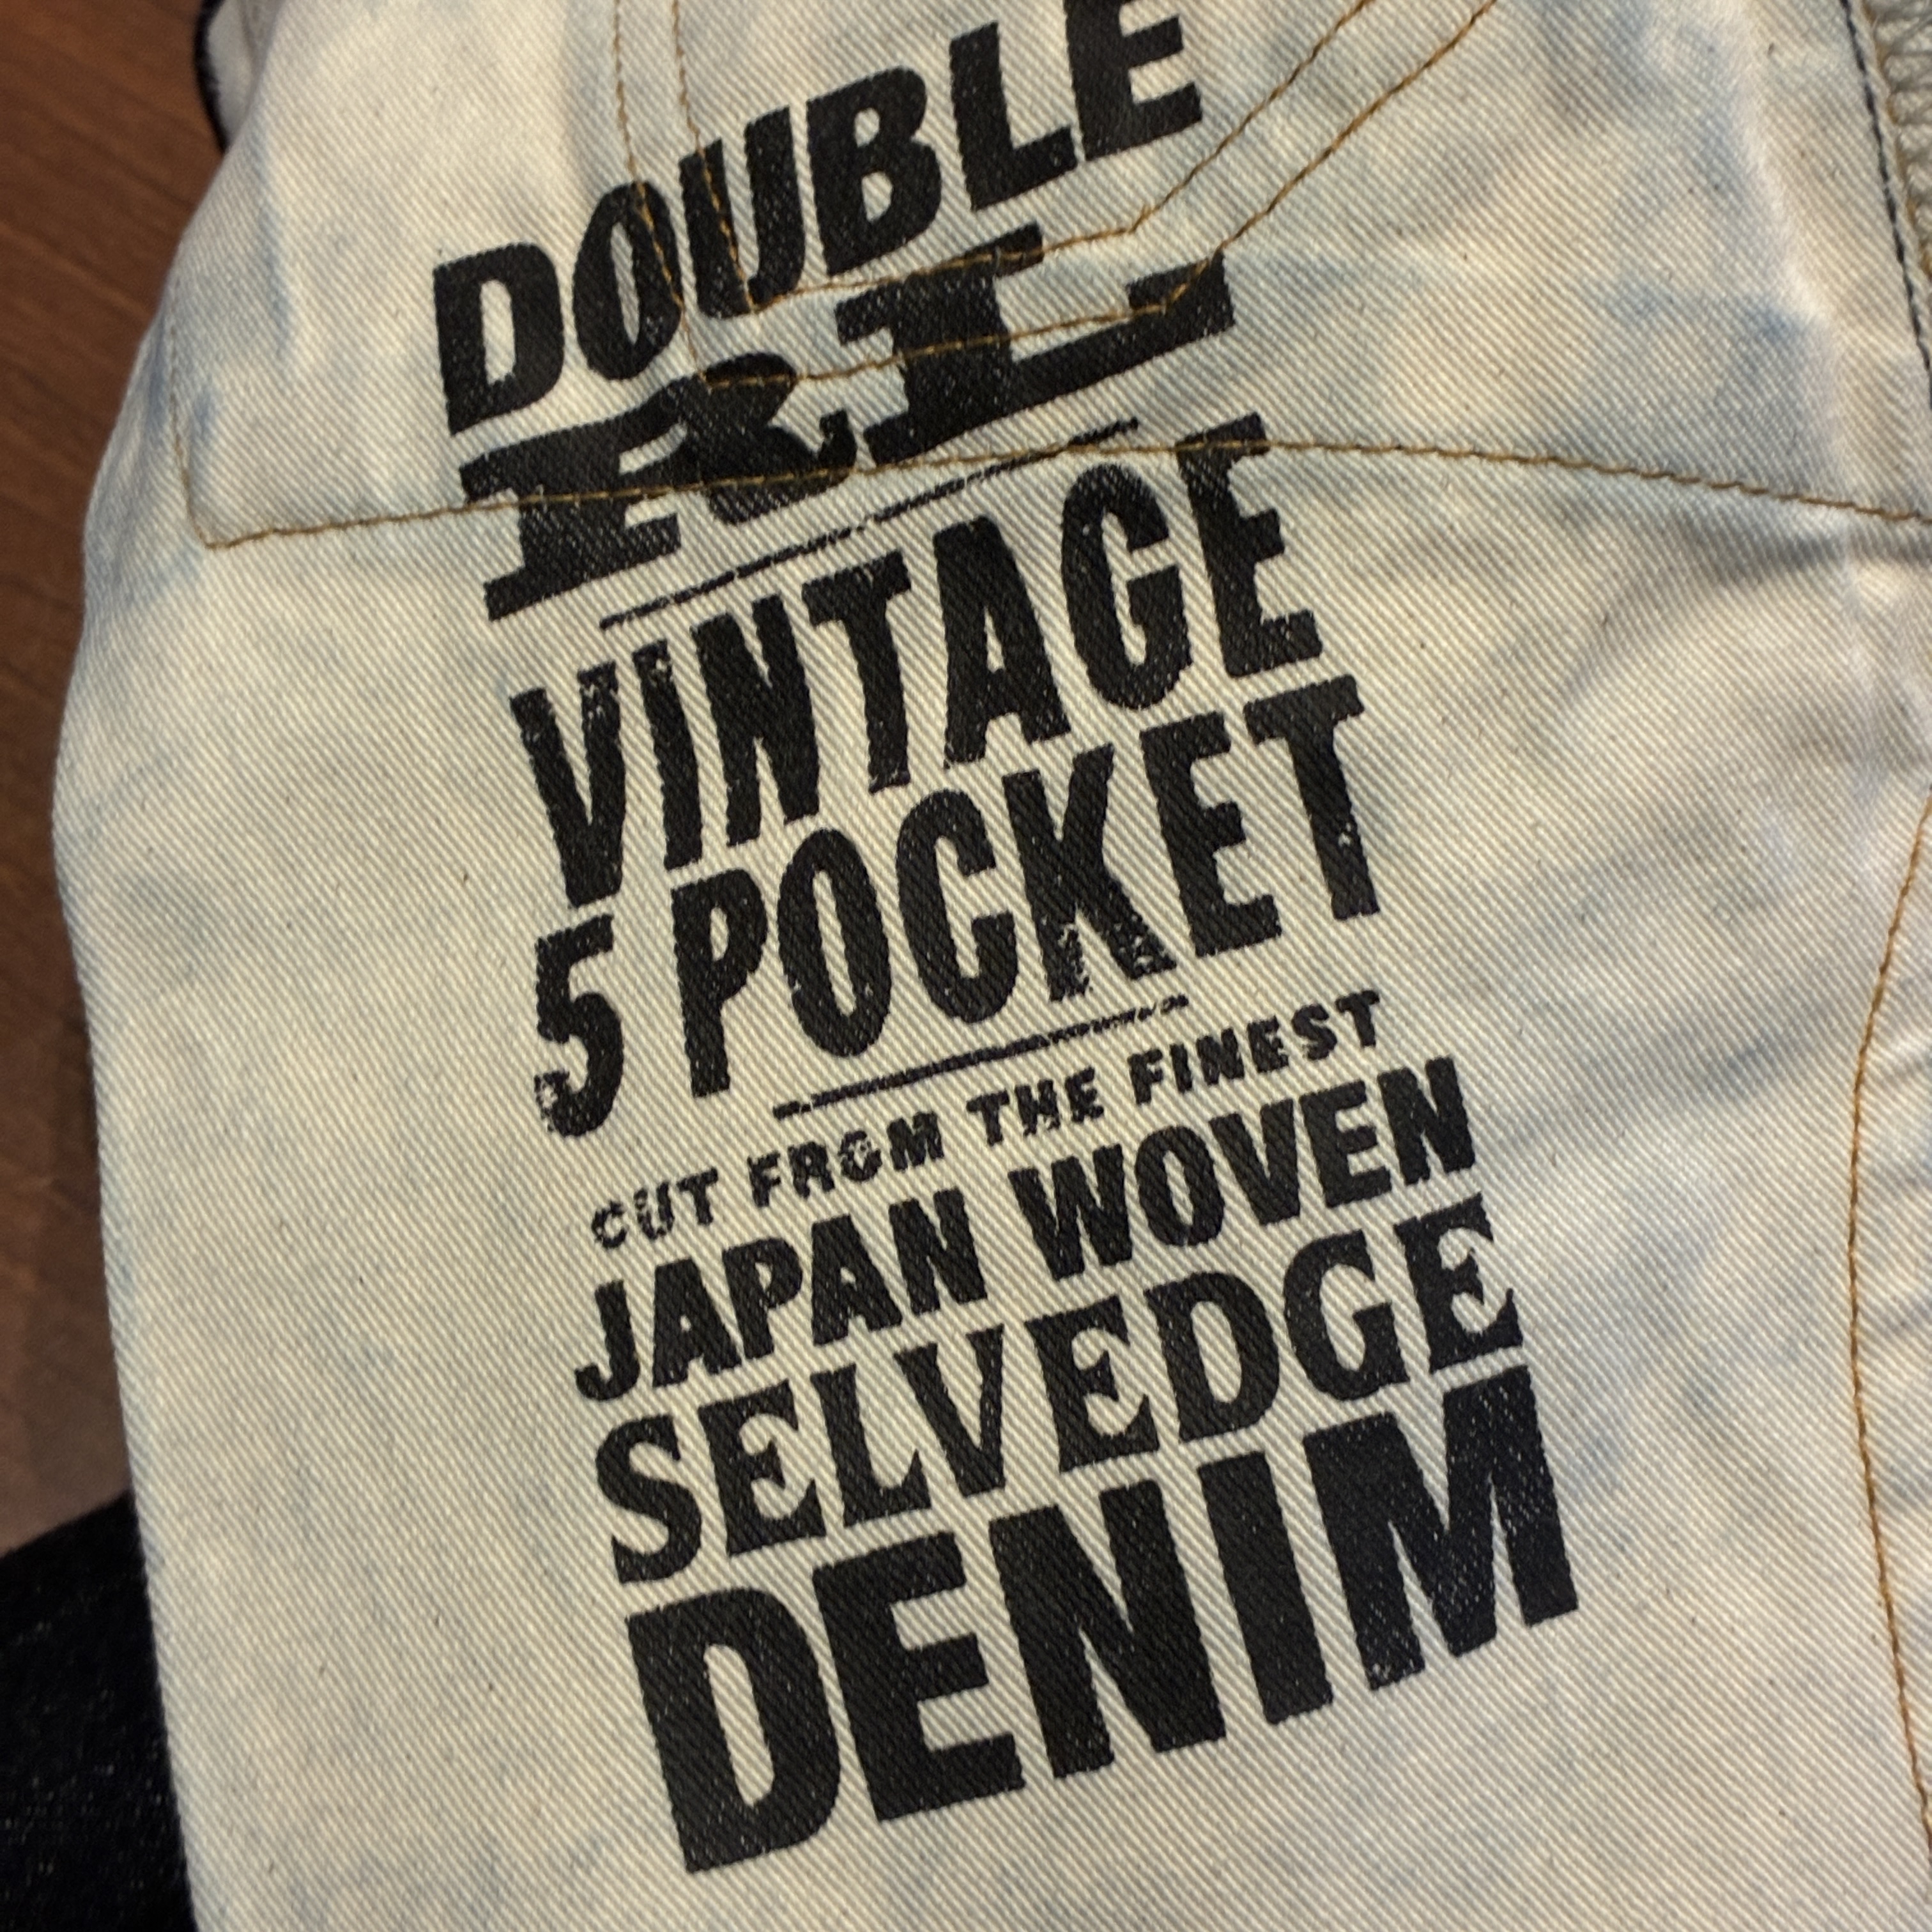 DOUBLE
RL
VINTAGE
5 POCKET
CUT FROM THE FINEST
JAPAN WOVEN
SELVEDGE
DENIM